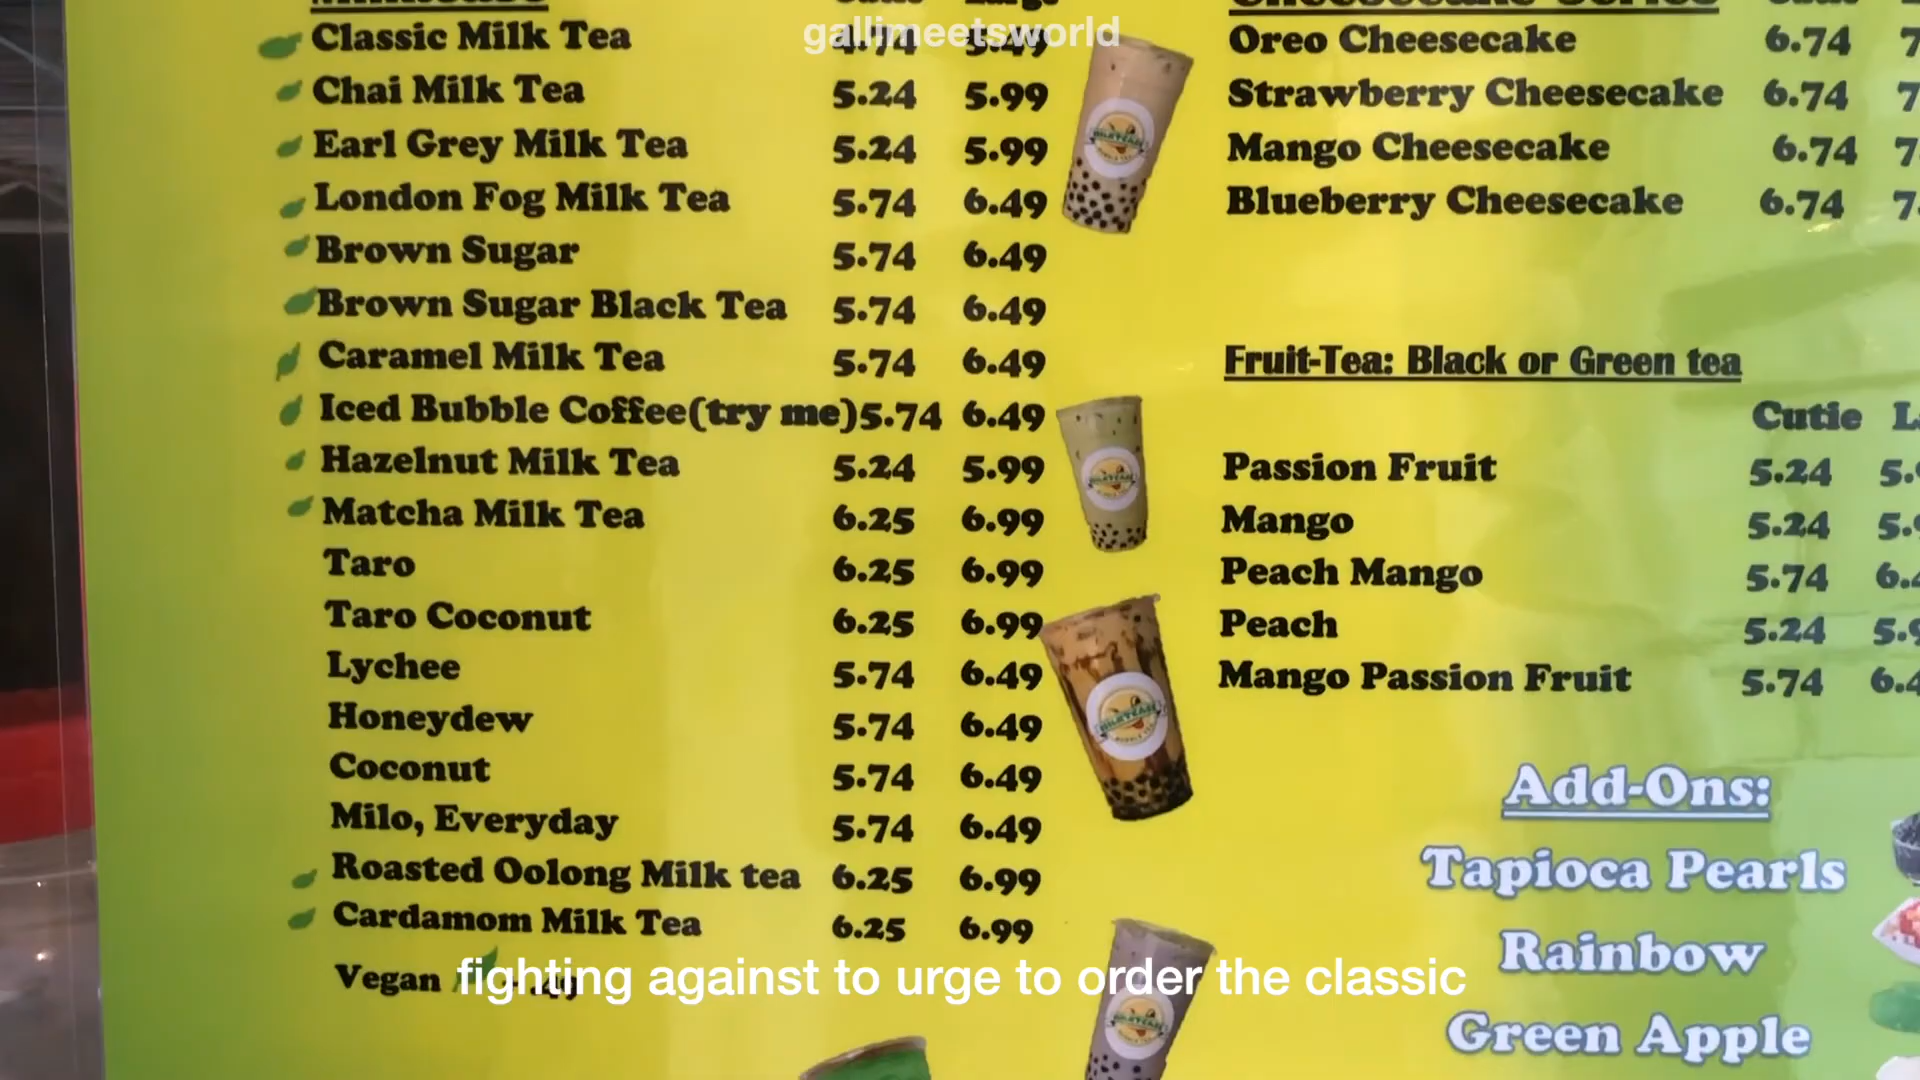 gallimeetsworld
Classic Milk Tea 4.74 5.49
Chai Milk Tea 5.24 5.99
Earl Grey Milk Tea 5.24 5.99
London Fog Milk Tea 5.74 6.49
Brown Sugar 5.74 6.49
Brown Sugar Black Tea 5.74 6.49
Caramel Milk Tea 5.74 6.49
Iced Bubble Coffee(try me)5.74 6.49
Hazelnut Milk Tea 5.24 5.99
Matcha Milk Tea 6.25 6.99
Taro 6.25 6.99
Taro Coconut 6.25 6.99
Lychee 5.74 6.49
Honeydew 5.74 6.49
Coconut 5.74 6.49
Milo, Everyday 5.74 6.49
Roasted Oolong Milk tea 6.25 6.99
Cardamom Milk Tea 6.25 6.99
Vegan
Cheesecake Series
Oreo Cheesecake 6.74
Strawberry Cheesecake 6.74
Mango Cheesecake 6.74
Blueberry Cheesecake 6.74
Fruit-Tea: Black or Green tea
Cutie
Passion Fruit 5.24
Mango 5.24
Peach Mango 5.74
Peach 5.24
Mango Passion Fruit 5.74
Add-Ons:
Tapioca Pearls
Rainbow
Green Apple
fighting against to urge to order the classic